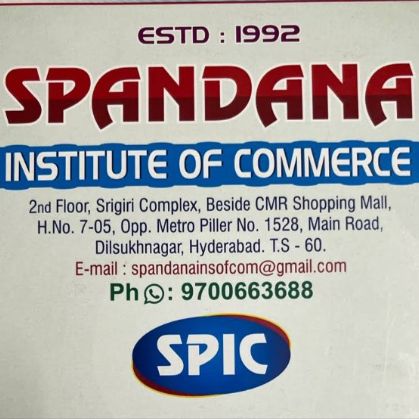 ESTD : 1992
SPANDANA
INSTITUTE OF COMMERCE
2nd Floor, Srigiri Complex, Beside CMR Shopping Mall,
H.No. 7-05, Opp. Metro Piller No. 1528, Main Road,
Dilsukhnagar, Hyderabad. T.S - 60.
E-mail : spandanainsofcom@gmail.com
Ph : 9700663688
SPIC